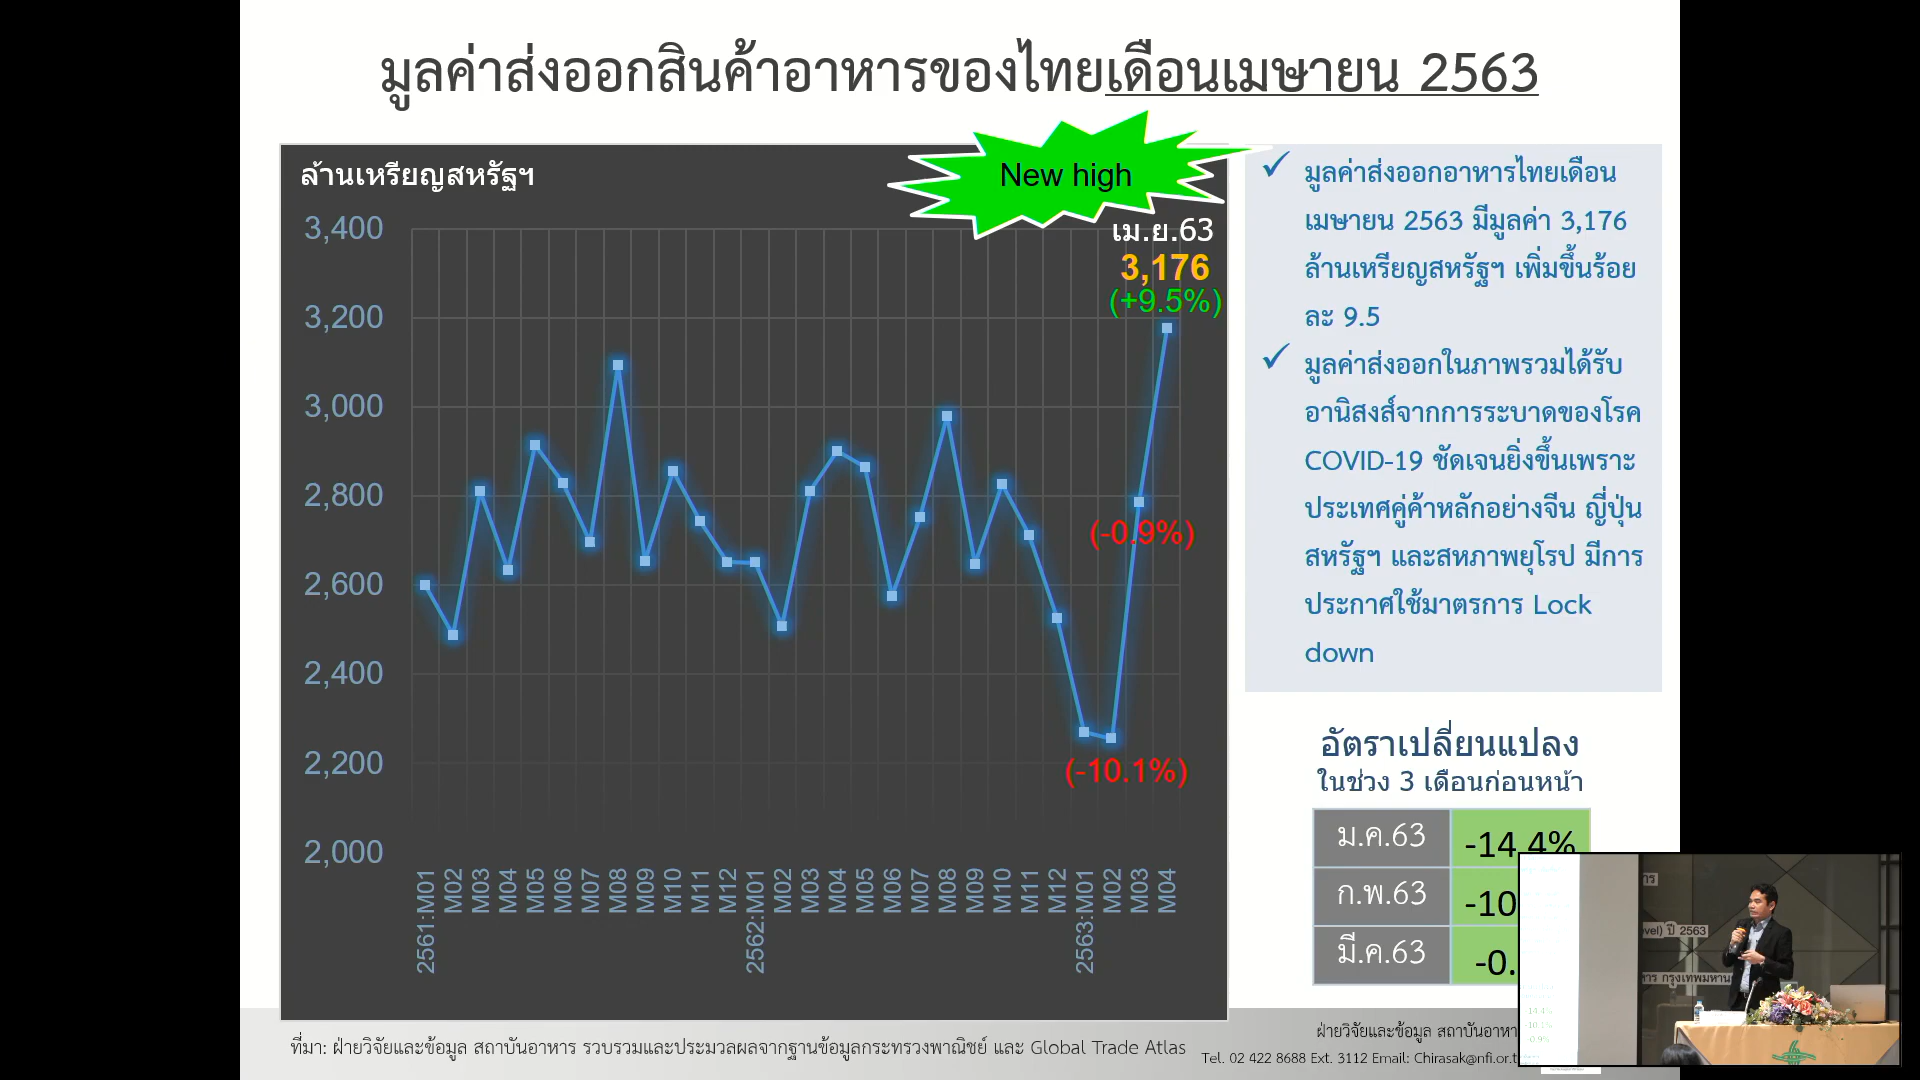 มูลค่าส่งออกสินค้าอาหารของไทยเดือนเมษายน 2563
ล้านเหรียญสหรัฐฯ
New high
เม.ย.63
3,176
(+9.5%)
3,400
3,200
3,000
2,800
2,600
2,400
2,200
2,000
(-0.9%)
(-10.1%)
2561:M01
M02
M03
M04
M05
M06
M07
M08
M09
M10
M11
M12
2562:M01
M02
M03
M04
M05
M06
M07
M08
M09
M10
M11
M12
2563:M01
M02
M03
M04
✓ มูลค่าส่งออกอาหารไทยเดือน
เมษายน 2563 มีมูลค่า 3,176
ล้านเหรียญสหรัฐฯ เพิ่มขึ้นร้อย
ละ 9.5
✓ มูลค่าส่งออกในภาพรวมได้รับ
อานิสงส์จากการระบาดของโรค
COVID-19 ชัดเจนยิ่งขึ้นเพราะ
ประเทศคู่ค้าหลักอย่างจีน ญี่ปุ่น
สหรัฐฯ และสหภาพยุโรป มีการ
ประกาศใช้มาตรการ Lock
down
อัตราเปลี่ยนแปลง
ในช่วง 3 เดือนก่อนหน้า
ม.ค.63 -14.4%
ก.พ.63 -10
มี.ค.63 -0.
ที่มา: ฝ่ายวิจัยและข้อมูล สถาบันอาหาร รวบรวมและประมวลผลจากฐานข้อมูลกระทรวงพาณิชย์ และ Global Trade Atlas
ฝ่ายวิจัยและข้อมูล สถาบันอาหา
Tel. 02 422 8688 Ext. 3112 Email: Chirasak@nfi.or.t
vel) ปี 2563
าร กรุงเทพมหาน